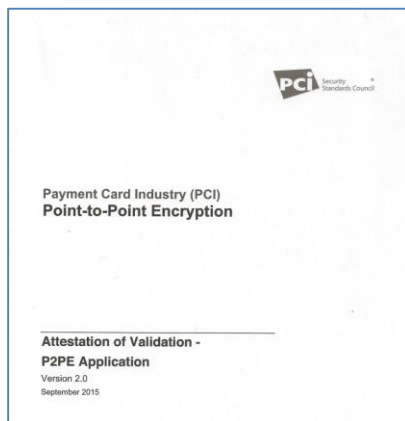 PCI Security
Standards Council
Payment Card Industry (PCI)
Point-to-Point Encryption
Attestation of Validation -
P2PE Application
Version 2.0
September 2015